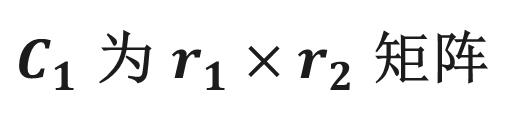 C₁ 为 r₁ × r₂ 矩阵